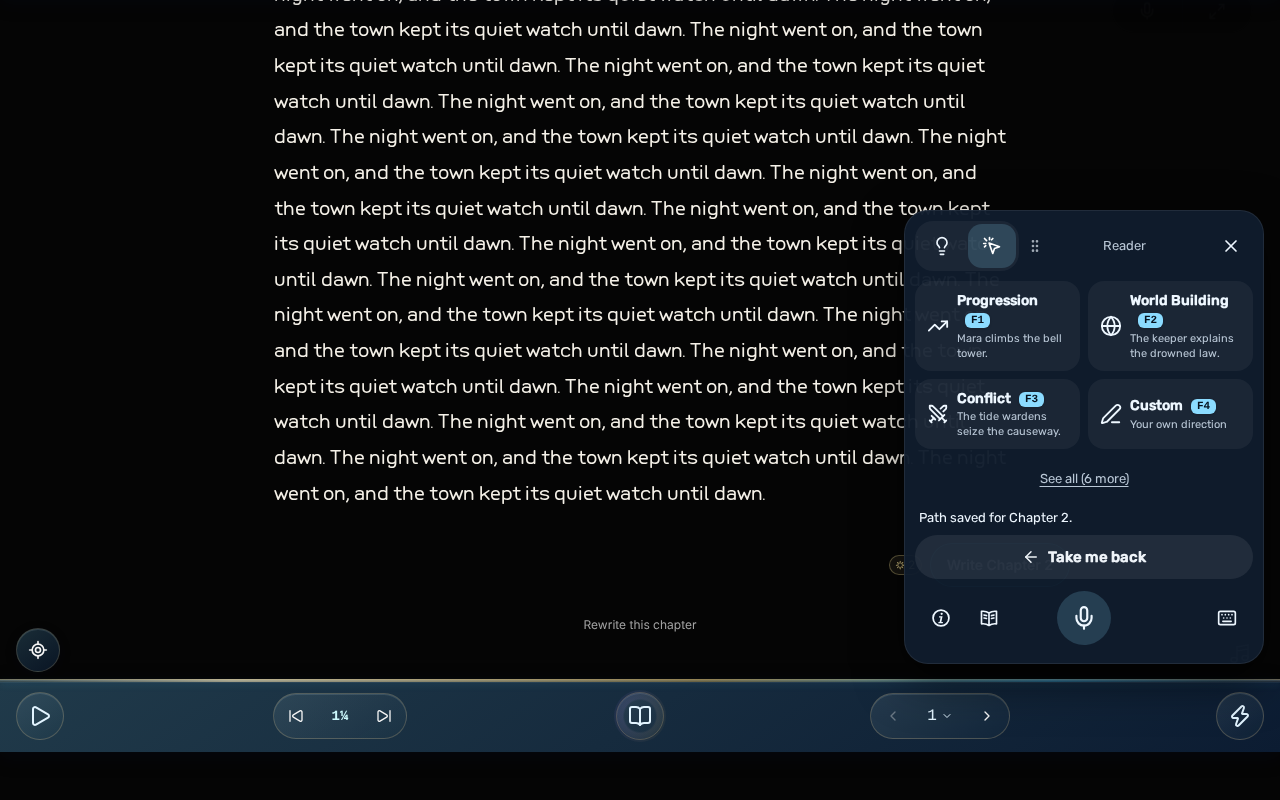 and the town kept its quiet watch until dawn. The night went on, and the town
kept its quiet watch until dawn. The night went on, and the town kept its quiet
watch until dawn. The night went on, and the town kept its quiet watch until
dawn. The night went on, and the town kept its quiet watch until dawn. The night
went on, and the town kept its quiet watch until dawn. The night went on, and
the town kept its quiet watch until dawn. The night went on, and the town kept
its quiet watch until dawn. The night went on, and the town kept its
until dawn. The night went on, and the town kept its quiet watch until dawn. The
night went on, and the town kept its quiet watch until dawn. The night
and the town kept its quiet watch until dawn. The night went on, and
kept its quiet watch until dawn. The night went on, and the town kept its quiet
watch until dawn. The night went on, and the town kept its quiet watch
dawn. The night went on, and the town kept its quiet watch until dawn. The night
went on, and the town kept its quiet watch until dawn.
Reader
Progression
F1
Mara climbs the bell
tower.
World Building
F2
The keeper explains
the drowned law.
Conflict F3
The tide wardens
seize the causeway.
Custom F4
Your own direction
See all (6 more)
Path saved for Chapter 2.
Take me back
Rewrite this chapter
1¼
1